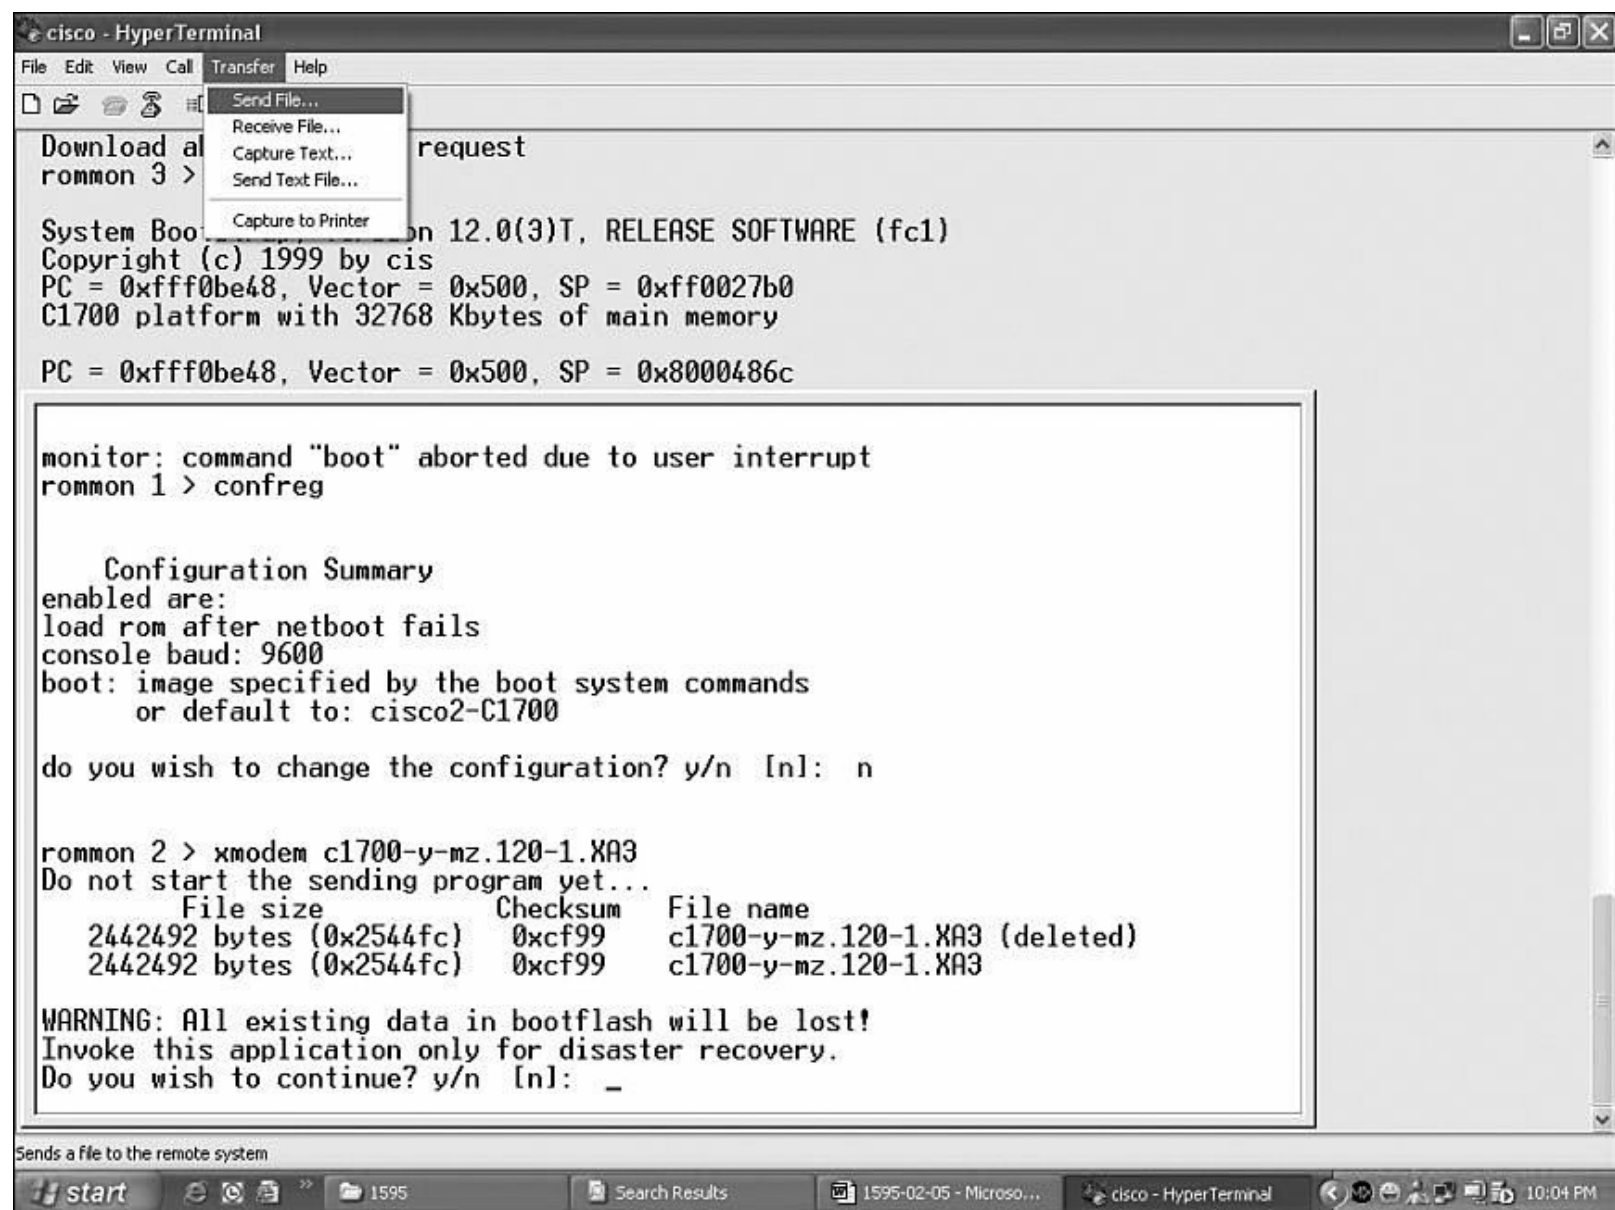 cisco - HyperTerminal
File Edit View Call Transfer Help
Send File...
Receive File...
Capture Text...
Send Text File...
Capture to Printer
Download request
rommon 3 >
System on 12.0(3)T, RELEASE SOFTWARE (fc1)
Copyright (c) 1999 by cis
PC = 0xfff0be48, Vector = 0x500, SP = 0xff0027b0
C1700 platform with 32768 Kbytes of main memory
PC = 0xfff0be48, Vector = 0x500, SP = 0x8000486c
monitor: command "boot" aborted due to user interrupt
rommon 1 > confreg
Configuration Summary
enabled are:
load rom after netboot fails
console baud: 9600
boot: image specified by the boot system commands
or default to: cisco2-C1700
do you wish to change the configuration? y/n [n]: n
rommon 2 > xmodem c1700-y-mz.120-1.XA3
Do not start the sending program yet...
File size Checksum File name
2442492 bytes (0x2544fc) 0xcf99 c1700-y-mz.120-1.XA3 (deleted)
2442492 bytes (0x2544fc) 0xcf99 c1700-y-mz.120-1.XA3
WARNING: All existing data in bootflash will be lost!
Invoke this application only for disaster recovery.
Do you wish to continue? y/n [n]: _
Sends a file to the remote system
start 1595 Search Results 1595-02-05 - Microso... cisco - HyperTerminal 10:04 PM